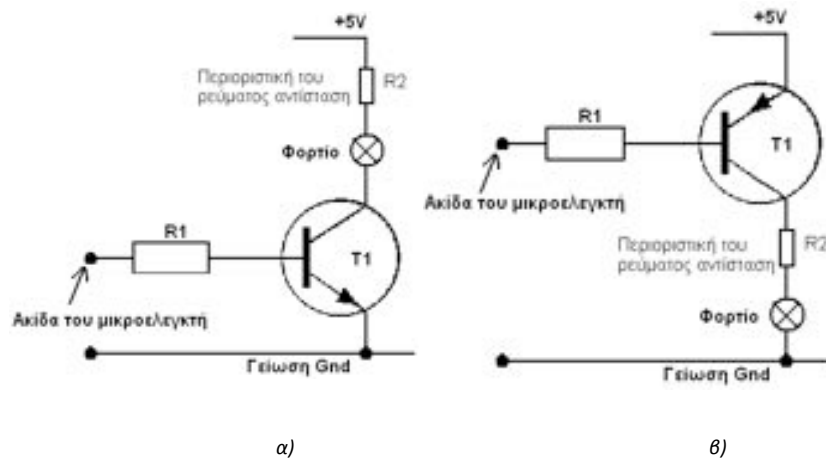 +5V
Περιοριστική του
ρεύματος αντίσταση
R2
Φορτίο
R1
T1
Ακίδα του μικροελεγκτή
Γείωση Gnd
α)
+5V
R1
T1
Ακίδα του μικροελεγκτή
Περιοριστική του
ρεύματος αντίσταση
R2
Φορτίο
Γείωση Gnd
β)